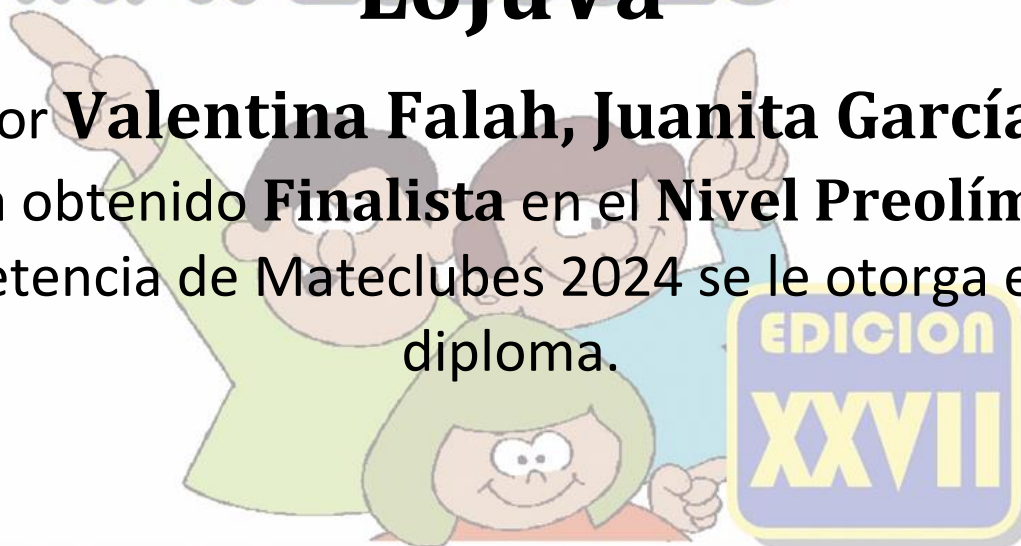 Lojuva
or Valentina Falah, Juanita García
obtenido Finalista en el Nivel Preolím
etencia de Mateclubes 2024 se le otorga e
diploma.
EDICION
XXVII